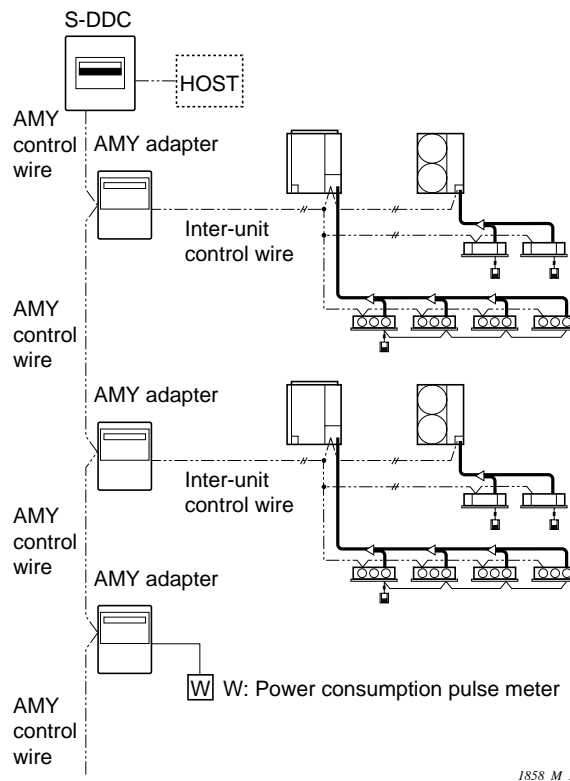 S-DDC
HOST
AMY
control
wire
AMY adapter
Inter-unit
control wire
AMY
control
wire
AMY adapter
Inter-unit
control wire
AMY
control
wire
AMY adapter
W W: Power consumption pulse meter
AMY
control
wire
1858_M_